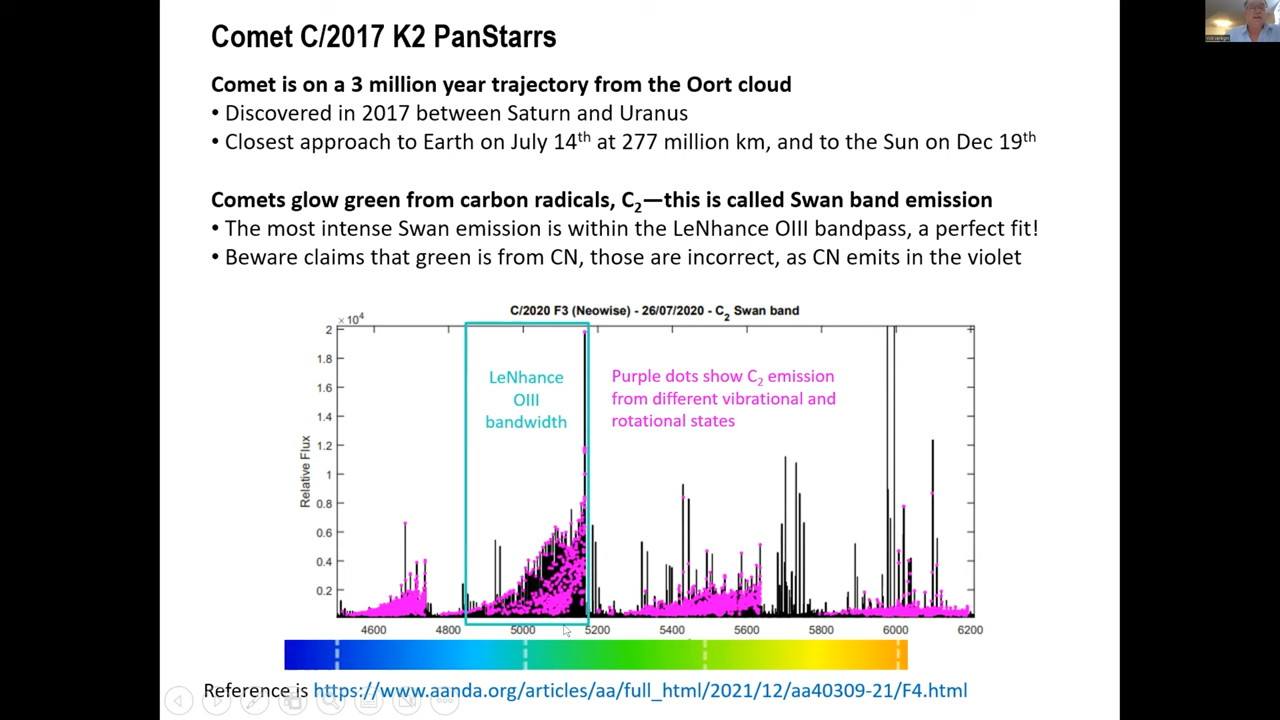 Comet C/2017 K2 PanStarrs
Comet is on a 3 million year trajectory from the Oort cloud
• Discovered in 2017 between Saturn and Uranus
• Closest approach to Earth on July 14th at 277 million km, and to the Sun on Dec 19th
Comets glow green from carbon radicals, C2—this is called Swan band emission
• The most intense Swan emission is within the LeNhance OIII bandpass, a perfect fit!
• Beware claims that green is from CN, those are incorrect, as CN emits in the violet
C/2020 F3 (Neowise) - 26/07/2020 - C2 Swan band
×10^4
2
1.8
1.6
1.4
1.2
1
0.8
0.6
0.4
0.2
Relative Flux
LeNhance
OIII
bandwidth
Purple dots show C2 emission
from different vibrational and
rotational states
4600 4800 5000 5200 5400 5600 5800 6000 6200
Reference is https://www.aanda.org/articles/aa/full_html/2021/12/aa40309-21/F4.html